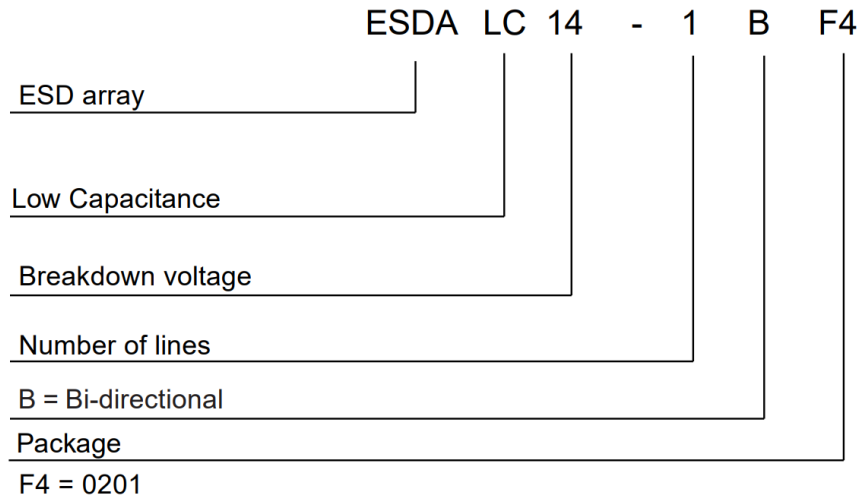 ESDA LC 14 - 1 B F4
ESD array
Low Capacitance
Breakdown voltage
Number of lines
B = Bi-directional
Package
F4 = 0201